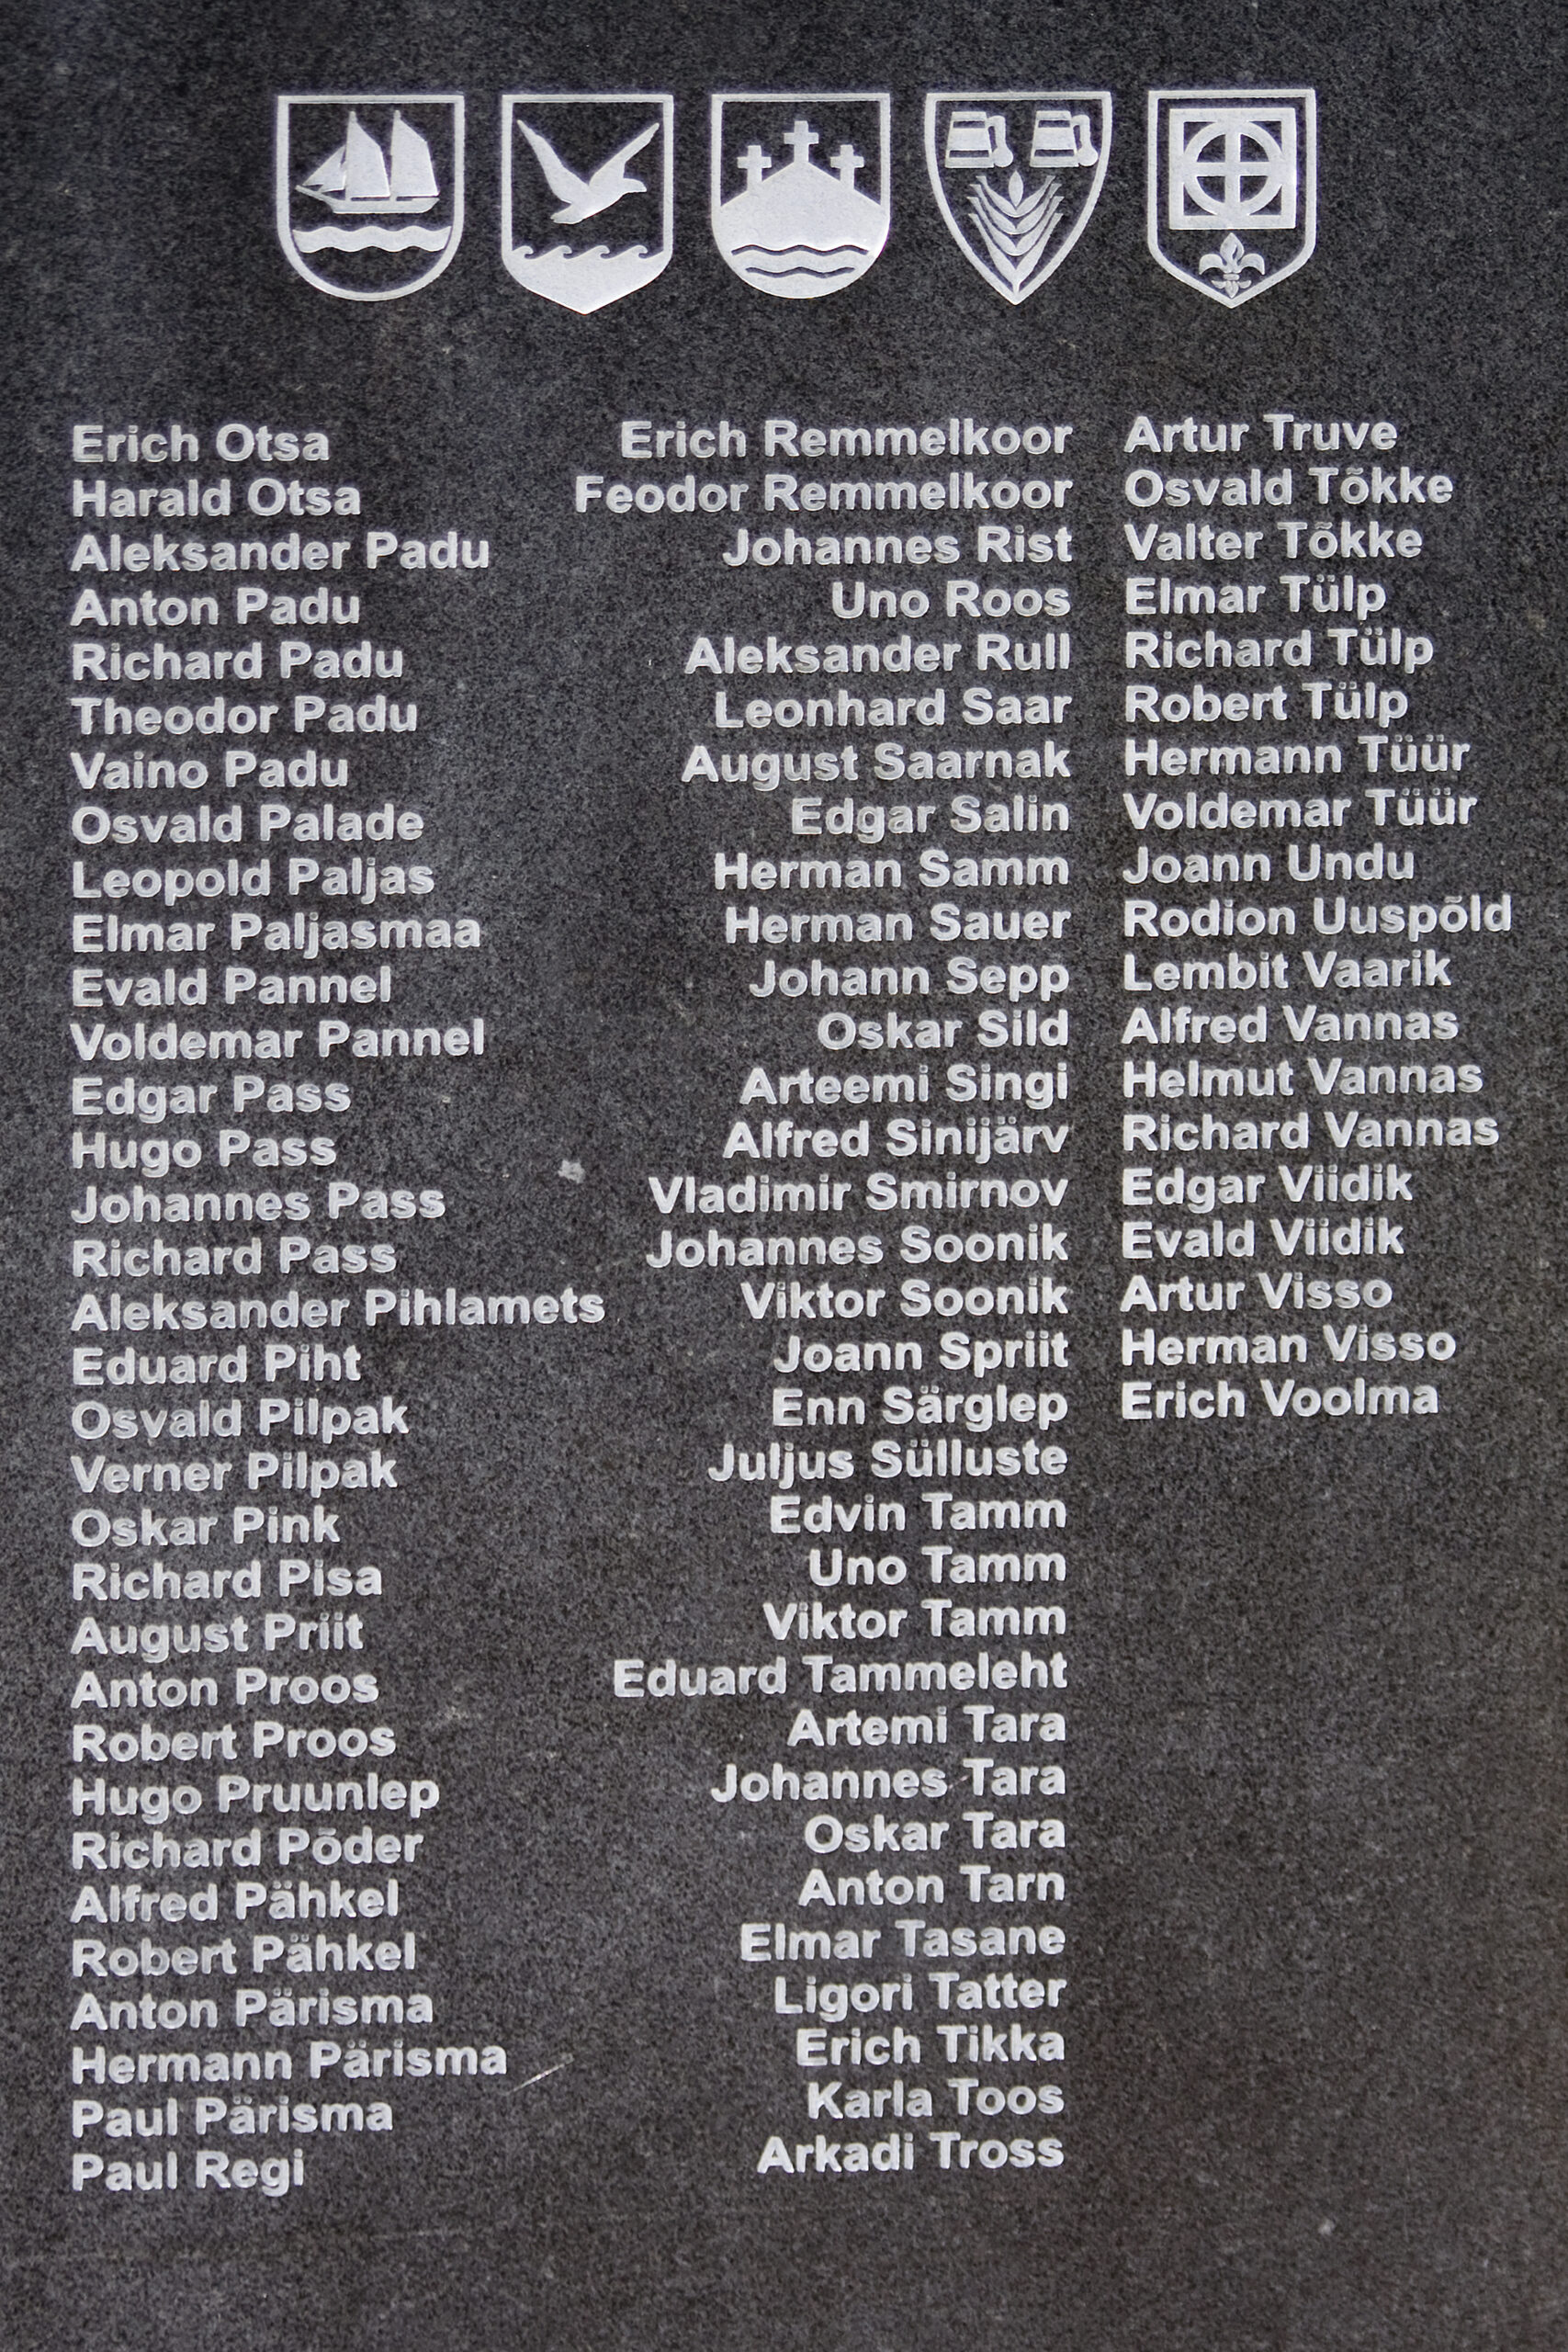 Erich Otsa
Harald Otsa
Aleksander Padu
Anton Padu
Richard Padu
Theodor Padu
Vaino Padu
Osvald Palade
Leopold Paljas
Elmar Paljasmaa
Evald Pannel
Voldemar Pannel
Edgar Pass
Hugo Pass
Johannes Pass
Richard Pass
Aleksander Pihlamets
Eduard Piht
Osvald Pilpak
Verner Pilpak
Oskar Pink
Richard Pisa
August Priit
Anton Proos
Robert Proos
Hugo Pruunlep
Richard Põder
Alfred Pähkel
Robert Pähkel
Anton Pärisma
Hermann Pärisma
Paul Pärisma
Paul Regi
Erich Remmelkoor
Feodor Remmelkoor
Johannes Rist
Uno Roos
Aleksander Rull
Leonhard Saar
August Saarnak
Edgar Salin
Herman Samm
Herman Sauer
Johann Sepp
Oskar Sild
Arteemi Singi
Alfred Sinijärv
Vladimir Smirnov
Johannes Soonik
Viktor Soonik
Joann Spriit
Enn Särglep
Juljus Sülluste
Edvin Tamm
Uno Tamm
Viktor Tamm
Eduard Tammeleht
Artemi Tara
Johannes Tara
Oskar Tara
Anton Tarn
Elmar Tasane
Ligori Tatter
Erich Tikka
Karla Toos
Arkadi Tross
Artur Truve
Osvald Tõkke
Valter Tõkke
Elmar Tülp
Richard Tülp
Robert Tülp
Hermann Tüür
Voldemar Tüür
Joann Undu
Rodion Uuspõld
Lembit Vaarik
Alfred Vannas
Helmut Vannas
Richard Vannas
Edgar Viidik
Evald Viidik
Artur Visso
Herman Visso
Erich Voolma